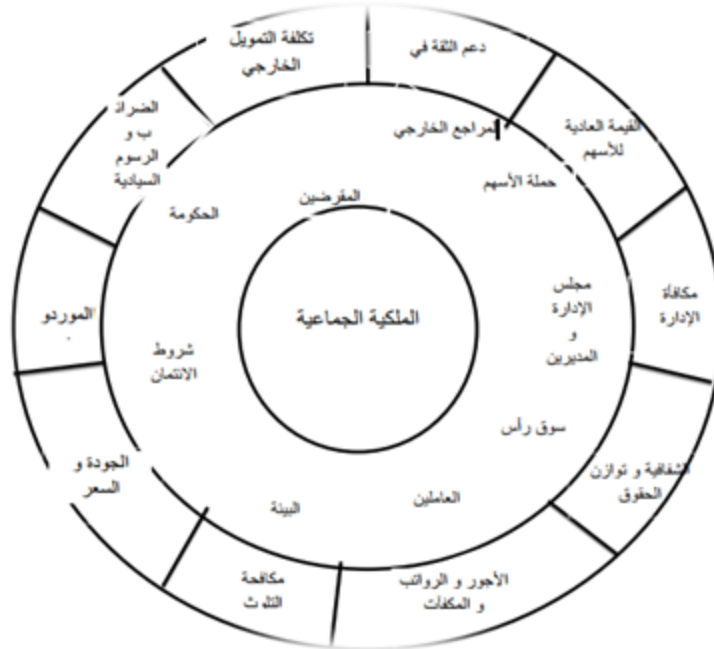 تكلفة التمويل
الخارجي
دعم الثقة في
القيمة العادية
للأسهم
مكافأة
الإدارة
الشفافية و توازن
الحقوق
الأجور و الرواتب
و المكفأت
مكافحة
التلوث
الجودة و
السعر
الموردو
الضرائ
ب و
الرسوم
السيادية
المراجع الخارجي
حملة الأسهم
مجلس
الإدارة
و
المديرين
سوق رأس
العاملين
البيئة
شروط
الائتمان
الحكومة
المقرضين
الملكية الجماعية